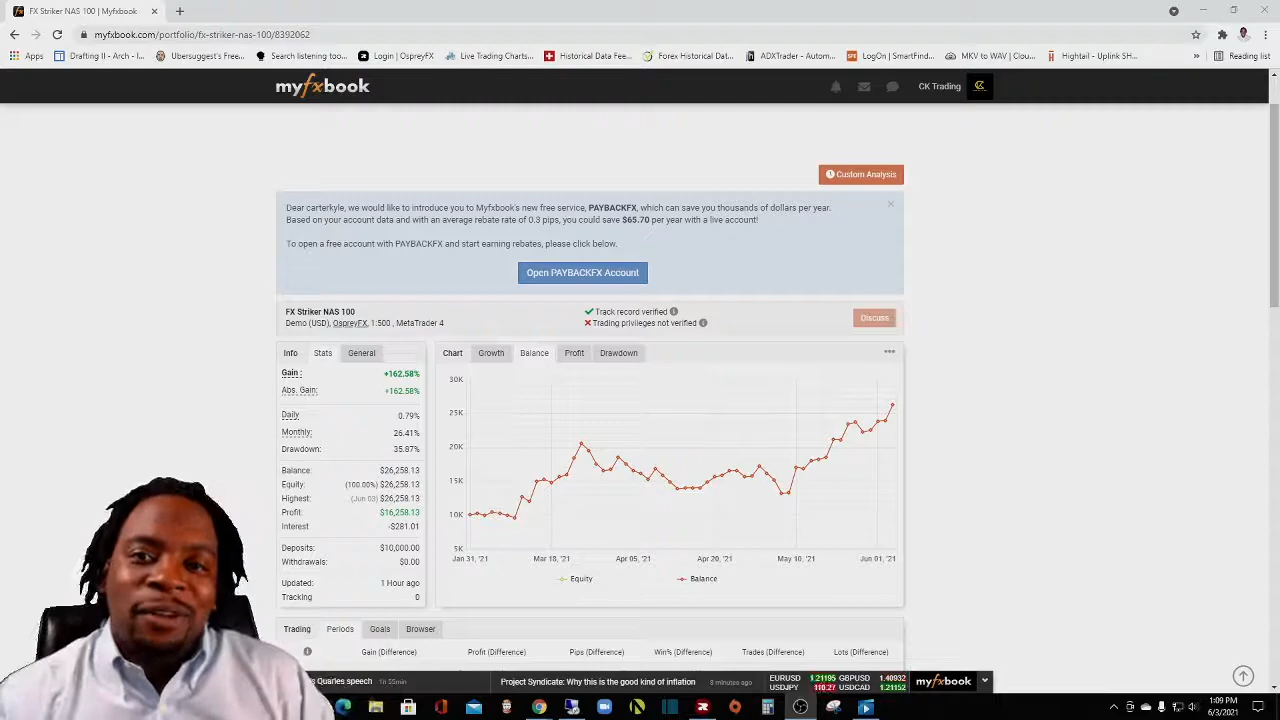 FX Striker NAS 100 | Myfxbook
myfxbook.com/portfolio/fx-striker-nas-100/8392062
Apps
Drafting II - Arch -...
Ubersuggest's Free...
Search listening too...
Login | OspreyFX
Live Trading Charts...
Historical Data Fee...
Forex Historical Dat...
ADXTrader - Autom...
LogOn | SmartFind...
MKV to WAV | Clou...
Hightail - Uplink SH...
»
Reading list
myfxbook
CK Trading
Custom Analysis
Dear carterkyle, we would like to introduce you to Myfxbook's new free service, PAYBACKFX, which can save you thousands of dollars per year.
Based on your account data and with an average rebate rate of 0.3 pips, you could save $65.70 per year with a live account!
To open a free account with PAYBACKFX and start earning rebates, please click below.
Open PAYBACKFX Account
FX Striker NAS 100
Demo (USD), OspreyFX, 1:500 , MetaTrader 4
Track record verified
Trading privileges not verified
Discuss
Info Stats General
Gain : +162.58%
Abs. Gain: +162.58%
Daily 0.79%
Monthly: 26.41%
Drawdown: 35.87%
Balance: $26,258.13
Equity: (100.00%) $26,258.13
Highest: (Jun 03) $26,258.13
Profit: $16,258.13
Interest -$281.01
Deposits: $10,000.00
Withdrawals: $0.00
Updated: 1 Hour ago
Tracking 0
Chart Growth Balance Profit Drawdown
30K
25K
20K
15K
10K
5K
Jan 31, '21 Mar 18, '21 Apr 05, '21 Apr 20, '21 May 10, '21 Jun 01, '21
Equity Balance
Trading Periods Goals Browser
Gain (Difference) Profit (Difference) Pips (Difference) Win% (Difference) Trades (Difference) Lots (Difference)
Quarles speech 1h 55min
Project Syndicate: Why this is the good kind of inflation 8 minutes ago
EURUSD 1.21195 GBPUSD 1.40932
USDJPY 110.27 USDCAD 1.21152
myfxbook
1:09 PM
6/3/2021